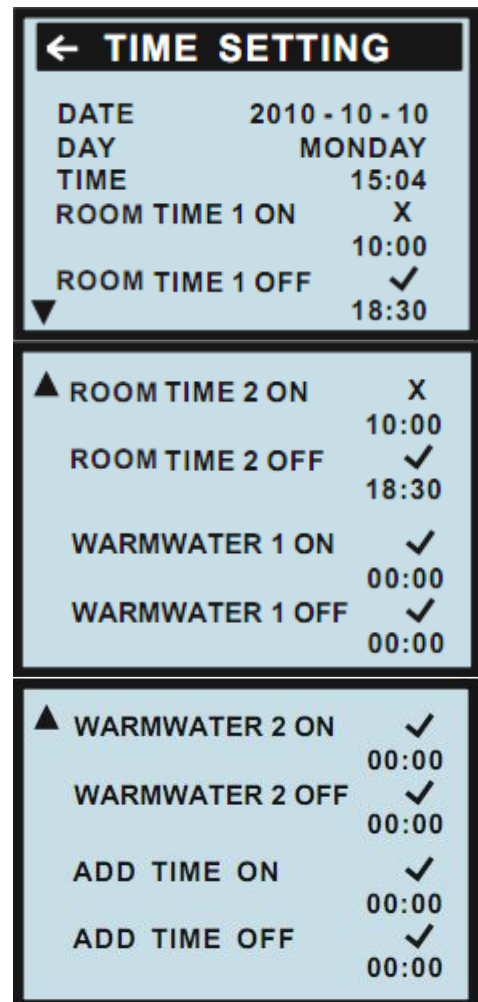 ← TIME SETTING
DATE 2010 - 10 - 10
DAY MONDAY
TIME 15:04
ROOM TIME 1 ON X
10:00
ROOM TIME 1 OFF ✓
▼ 18:30
▲ ROOM TIME 2 ON X
10:00
ROOM TIME 2 OFF ✓
18:30
WARMWATER 1 ON ✓
00:00
WARMWATER 1 OFF ✓
00:00
▲ WARMWATER 2 ON ✓
00:00
WARMWATER 2 OFF ✓
00:00
ADD TIME ON ✓
00:00
ADD TIME OFF ✓
00:00